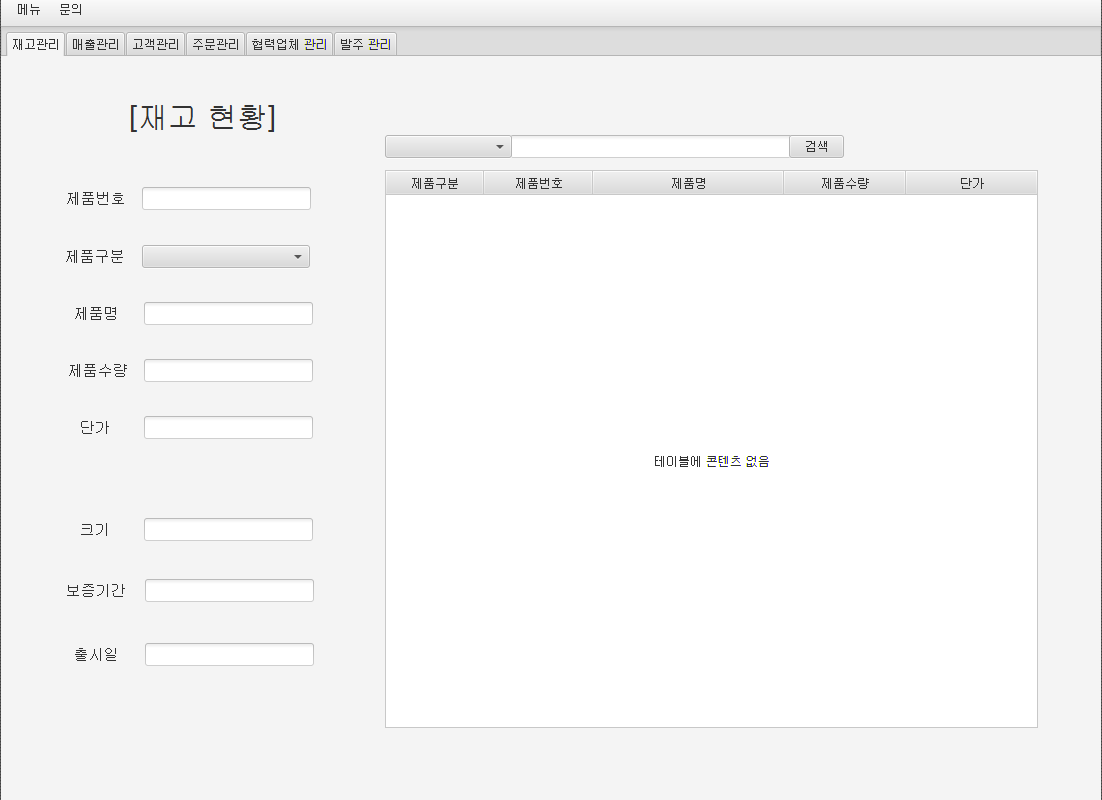 메뉴 문의
재고관리 매출관리 고객관리 주문관리 협력업체 관리 발주 관리
[재고 현황]
검색
제품번호
제품구분
제품명
제품수량
단가
크기
보증기간
출시일
제품구분 제품번호 제품명 제품수량 단가
테이블에 콘텐츠 없음